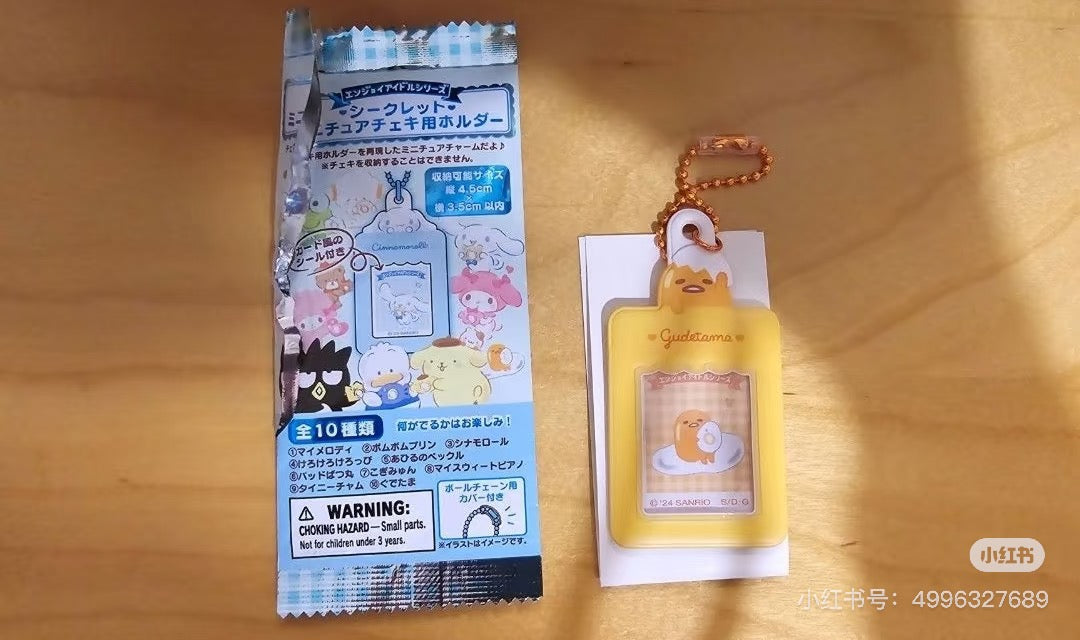 エンジョイアイドルシリーズ
シークレット
ミニチュアチェキ用ホルダー
チェキ用ホルダーを再現したミニチュアチャームだよ♪
※チェキを収納することはできません。
収納可能サイズ
縦 4.5cm
×
横 3.5cm 以内
カード風の
シール付き
Cinnamoroll
全10種類
何がでるかはお楽しみ！
①マイメロディ ②ポムポムプリン ③シナモロール
④けろけろけろっぴ ⑤あひるのペックル
⑥バッドばつ丸 ⑦こぎみゅん ⑧マイスウィートピアノ
⑨タイニーチャム ⑩ぐでたま
⚠ WARNING:
CHOKING HAZARD — Small parts.
Not for children under 3 years.
ボールチェーン用
カバー付き
※イラストはイメージです。
Gudetama
エンジョイアイドルシリーズ
© '24 SANRIO S/D·G
小红书
小红书号：4996327689